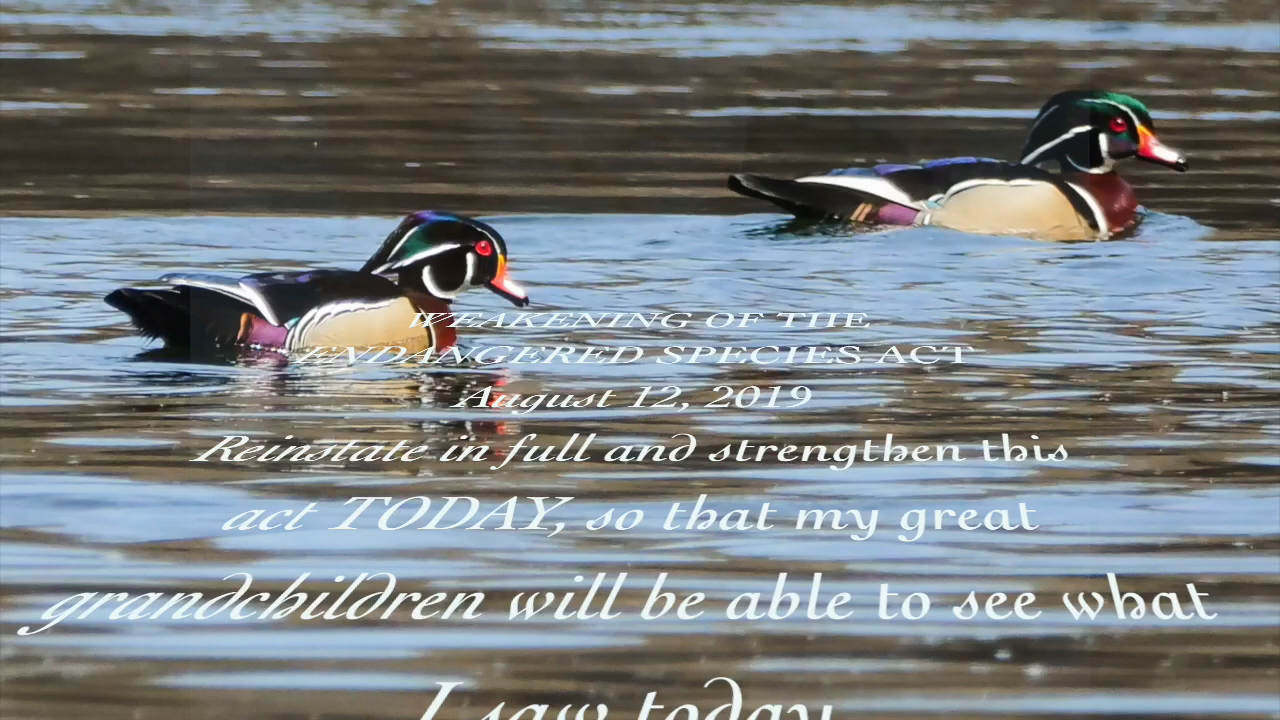 WEAKENING OF THE
ENDANGERED SPECIES ACT
August 12, 2019
Reinstate in full and strengthen this
act TODAY, so that my great
grandchildren will be able to see what
I saw today